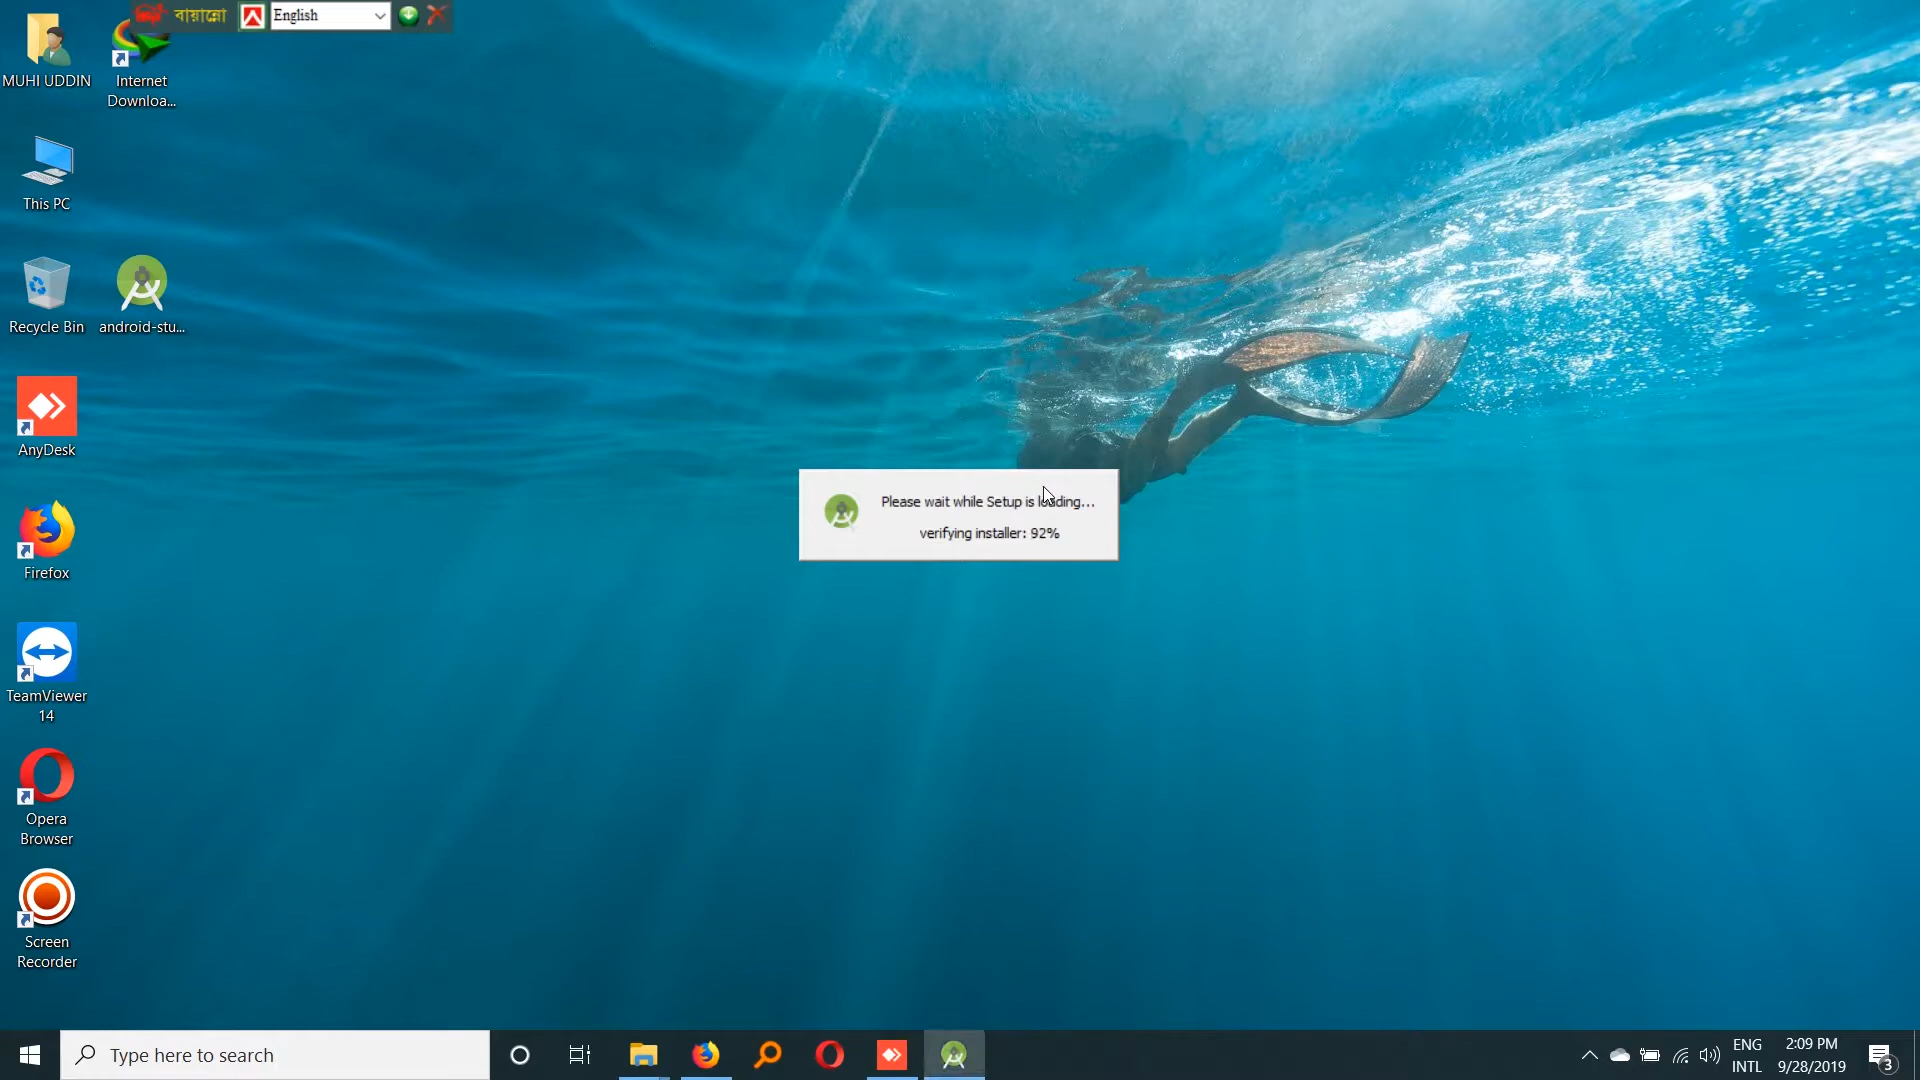 বায়ান্নো
English
MUHI UDDIN
Internet
Downloa...
This PC
Recycle Bin
android-stu...
AnyDesk
Firefox
TeamViewer
14
Opera
Browser
Screen
Recorder
Please wait while Setup is loading...
verifying installer: 92%
Type here to search
ENG
INTL
2:09 PM
9/28/2019
3